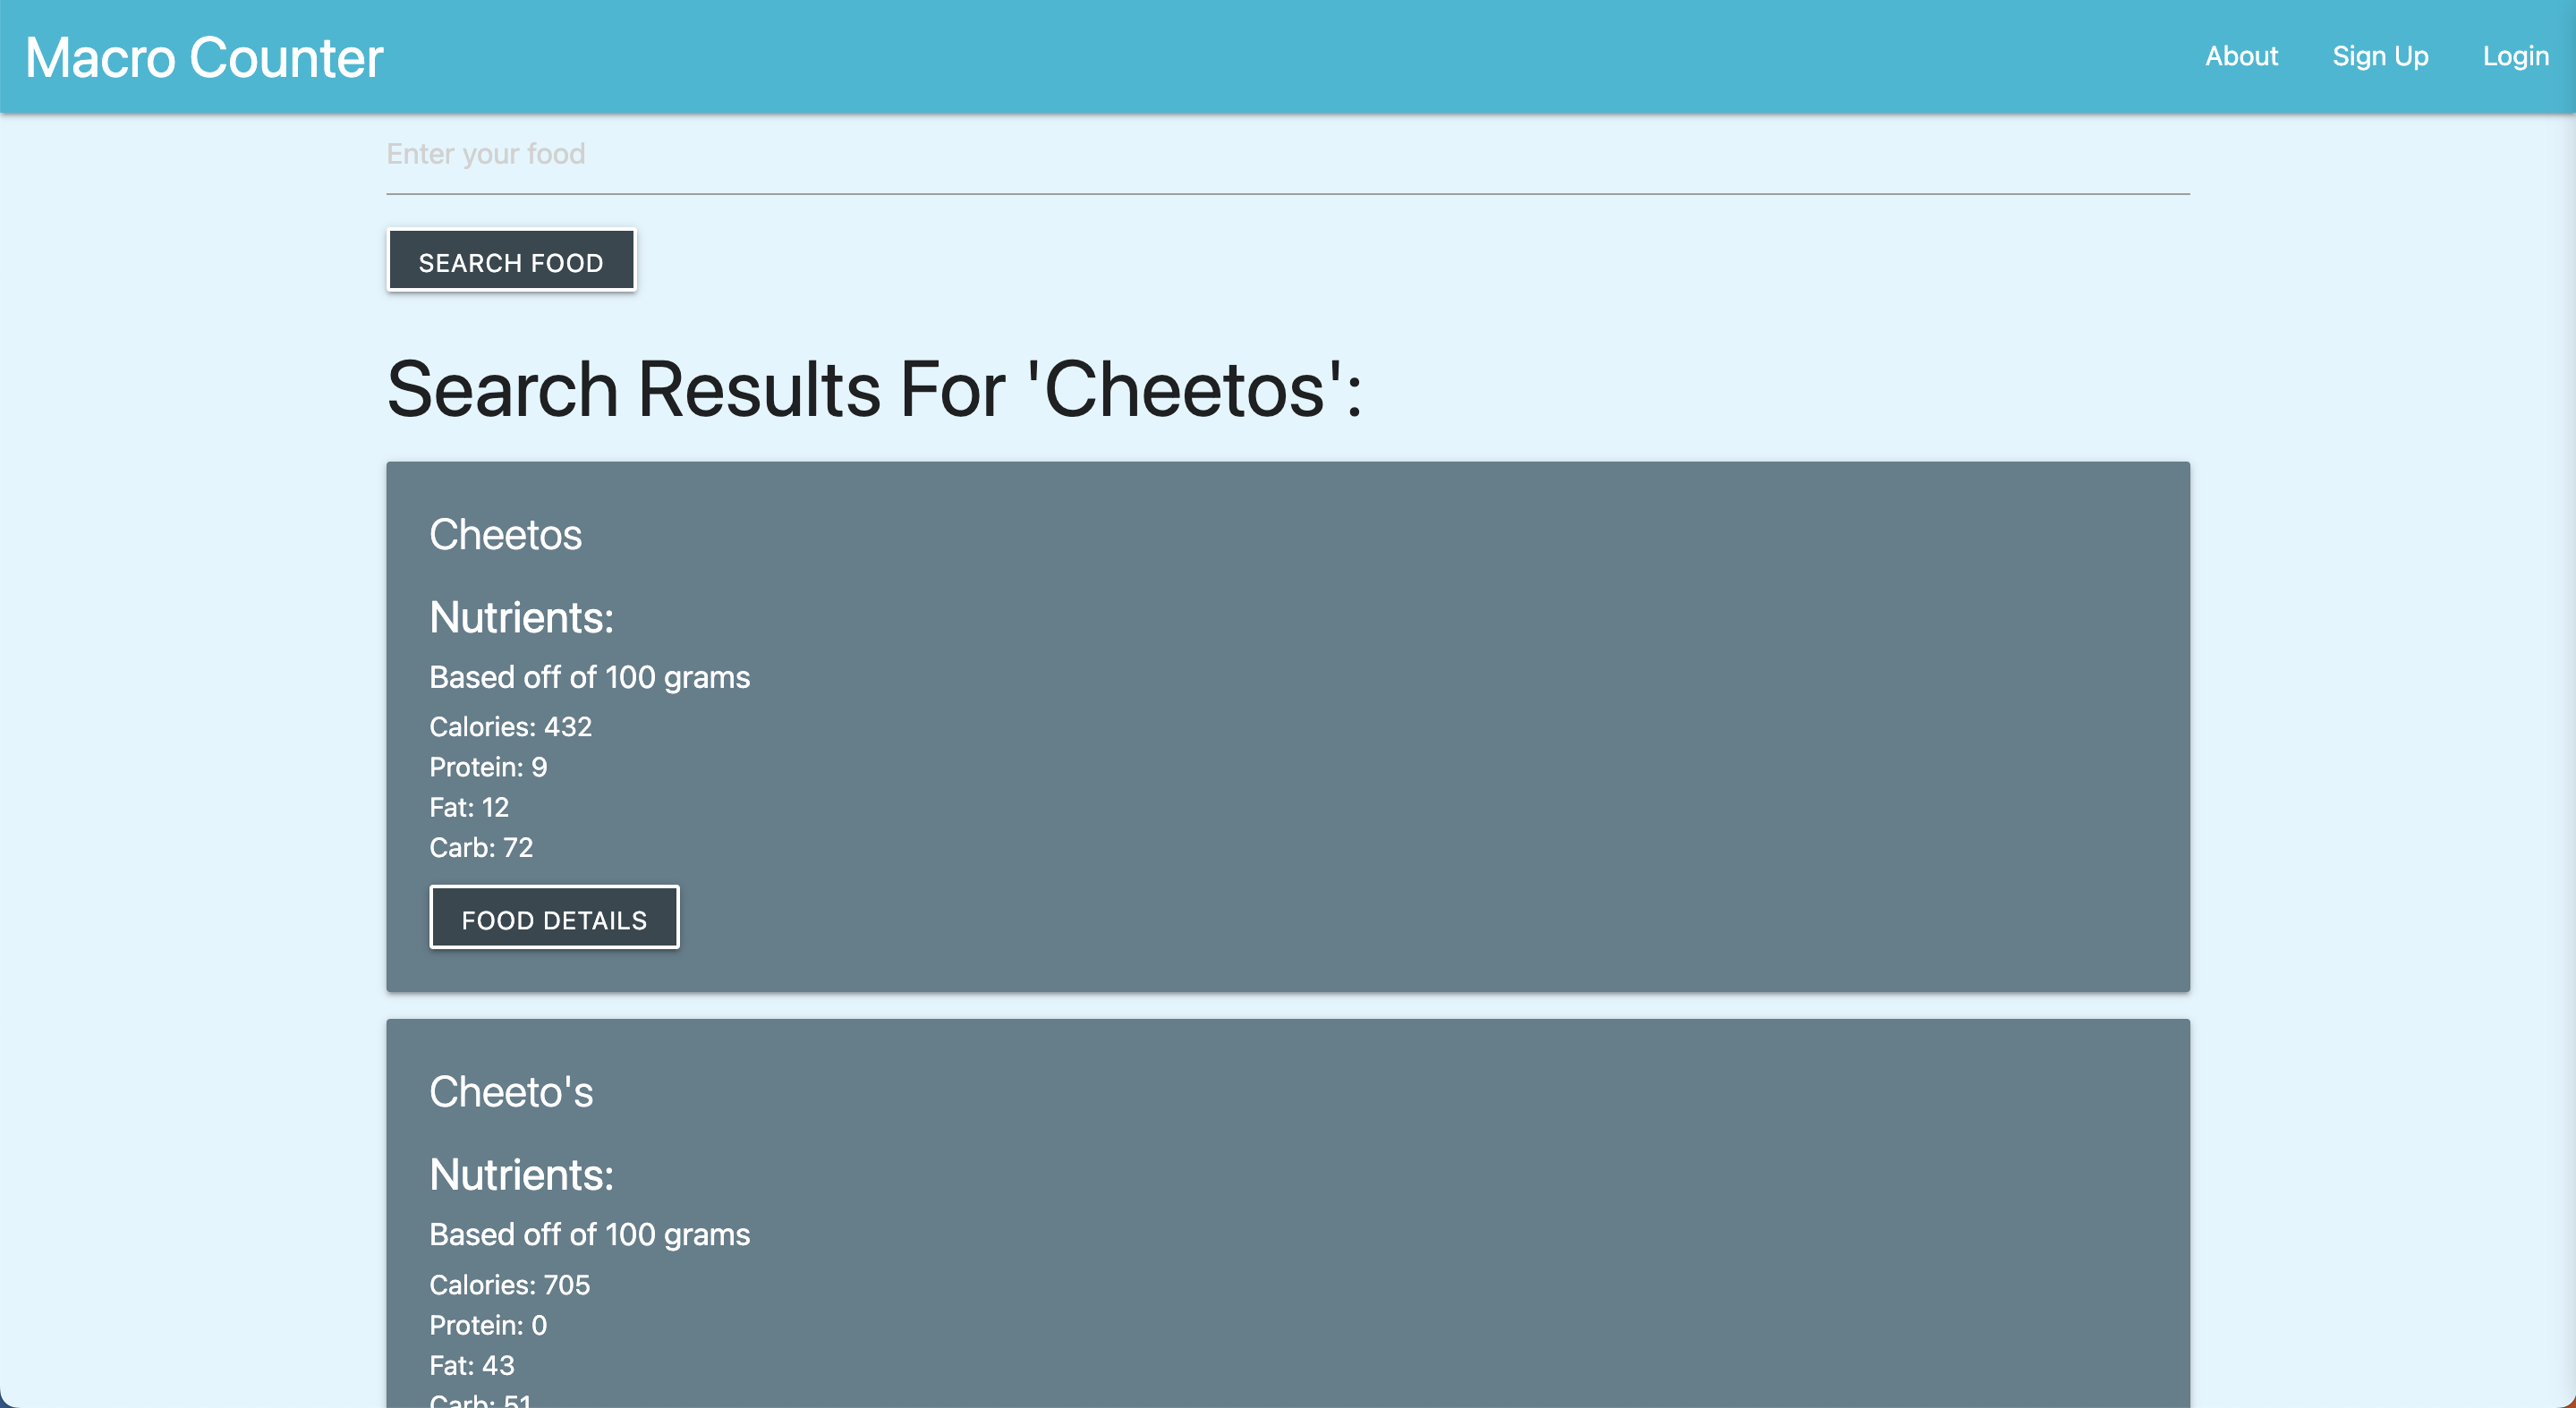 Macro Counter
About Sign Up Login
Enter your food
SEARCH FOOD
Search Results For 'Cheetos':
Cheetos
Nutrients:
Based off of 100 grams
Calories: 432
Protein: 9
Fat: 12
Carb: 72
FOOD DETAILS
Cheeto's
Nutrients:
Based off of 100 grams
Calories: 705
Protein: 0
Fat: 43
Carb: 51